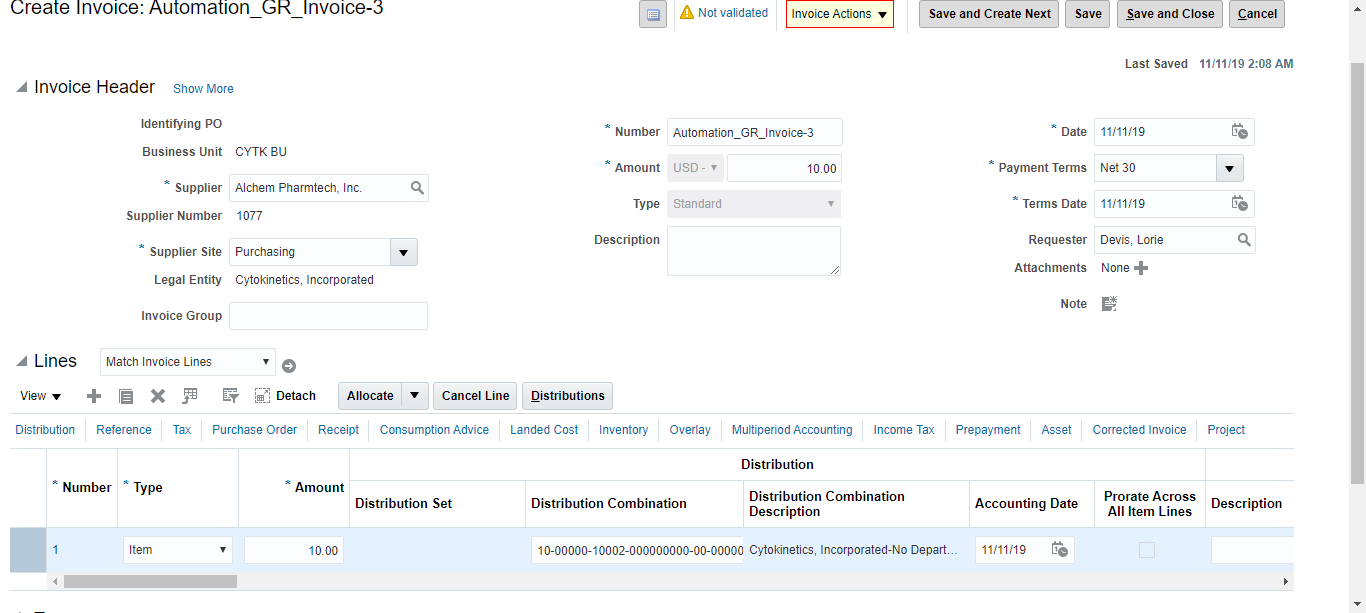 Create Invoice: Automation_GR_Invoice-3
Not validated
Invoice Actions
Save and Create Next
Save
Save and Close
Cancel
Last Saved 11/11/19 2:08 AM
Invoice Header Show More
Identifying PO
Business Unit CYTK BU
* Supplier Alchem Pharmtech, Inc.
Supplier Number 1077
* Supplier Site Purchasing
Legal Entity Cytokinetics, Incorporated
Invoice Group
* Number Automation_GR_Invoice-3
* Amount USD - 10.00
Type Standard
Description
* Date 11/11/19
* Payment Terms Net 30
* Terms Date 11/11/19
Requester Devis, Lorie
Attachments None
Note
Lines Match Invoice Lines
View Detach Allocate Cancel Line Distributions
Distribution Reference Tax Purchase Order Receipt Consumption Advice Landed Cost Inventory Overlay Multiperiod Accounting Income Tax Prepayment Asset Corrected Invoice Project
* Number
* Type
* Amount
Distribution
Distribution Set
Distribution Combination
Distribution Combination
Description
Accounting Date
Prorate Across
All Item Lines
Description
1 Item 10.00 10-00000-10002-000000000-00-00000 Cytokinetics, Incorporated-No Depart... 11/11/19